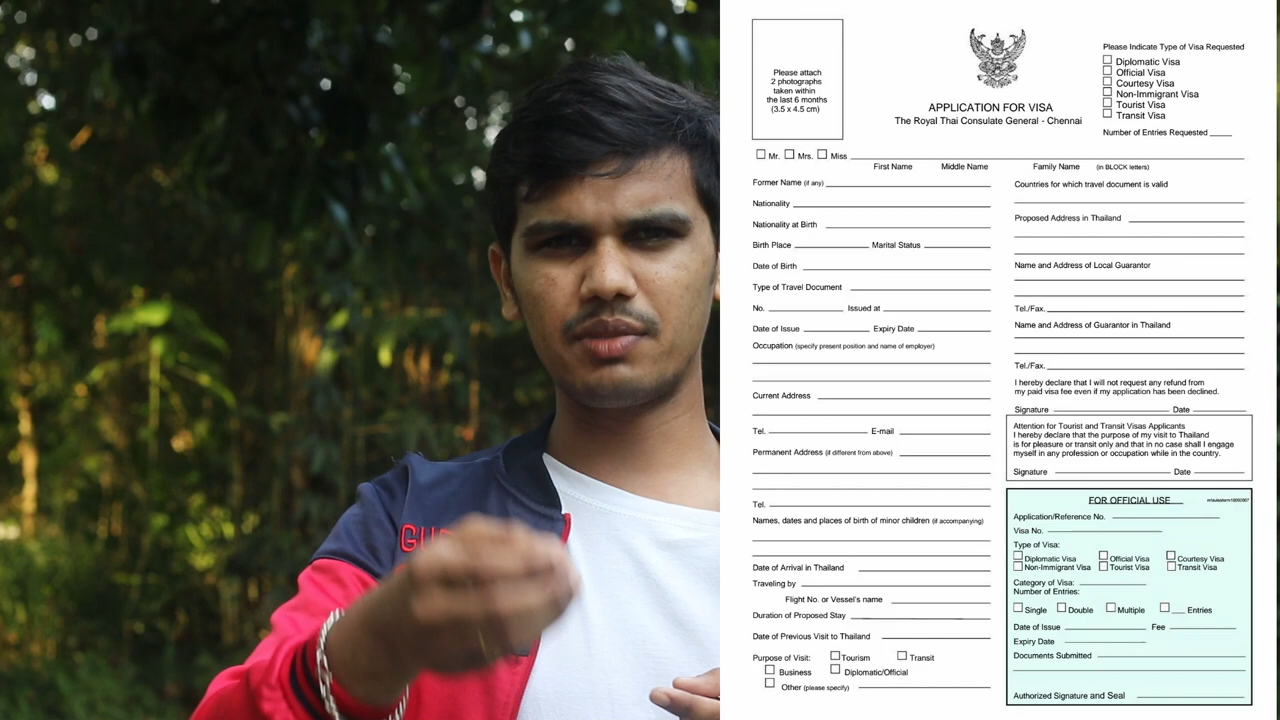 GU
Please attach
2 photographs
taken within
the last 6 months
(3.5 x 4.5 cm)
APPLICATION FOR VISA
The Royal Thai Consulate General - Chennai
Please Indicate Type of Visa Requested
Diplomatic Visa
Official Visa
Courtesy Visa
Non-Immigrant Visa
Tourist Visa
Transit Visa
Number of Entries Requested
Mr. Mrs. Miss
First Name Middle Name Family Name (in BLOCK letters)
Former Name (if any)
Nationality
Nationality at Birth
Birth Place Marital Status
Date of Birth
Type of Travel Document
No. Issued at
Date of Issue Expiry Date
Occupation (specify present position and name of employer)
Current Address
Tel. E-mail
Permanent Address (if different from above)
Tel.
Names, dates and places of birth of minor children (if accompanying)
Date of Arrival in Thailand
Traveling by
Flight No. or Vessel's name
Duration of Proposed Stay
Date of Previous Visit to Thailand
Purpose of Visit: Tourism Transit
Business Diplomatic/Official
Other (please specify)
Countries for which travel document is valid
Proposed Address in Thailand
Name and Address of Local Guarantor
Tel./Fax.
Name and Address of Guarantor in Thailand
Tel./Fax.
I hereby declare that I will not request any refund from
my paid visa fee even if my application has been declined.
Signature Date
Attention for Tourist and Transit Visas Applicants
I hereby declare that the purpose of my visit to Thailand
is for pleasure or transit only and that in no case shall I engage
myself in any profession or occupation while in the country.
Signature Date
FOR OFFICIAL USE
Application/Reference No.
Visa No.
Type of Visa:
Diplomatic Visa Official Visa Courtesy Visa
Non-Immigrant Visa Tourist Visa Transit Visa
Category of Visa:
Number of Entries:
Single Double Multiple Entries
Date of Issue Fee
Expiry Date
Documents Submitted
Authorized Signature and Seal